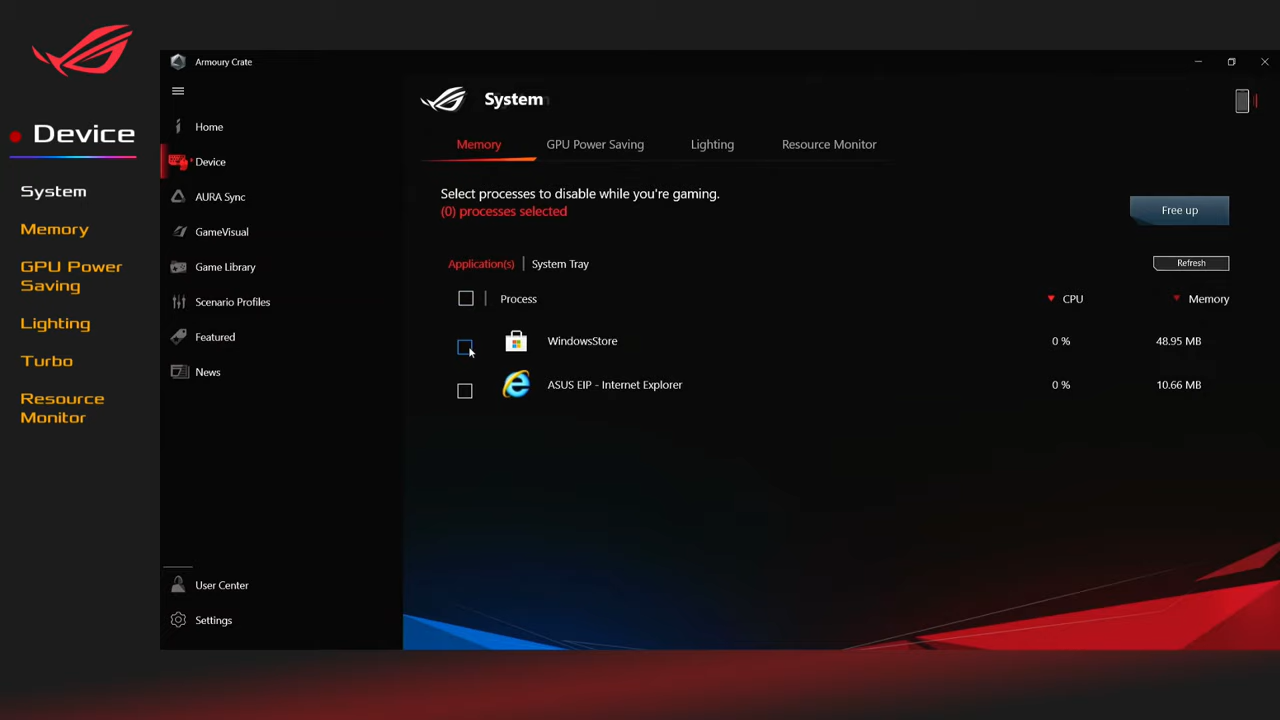 Device
System
Memory
GPU Power
Saving
Lighting
Turbo
Resource
Monitor
Armoury Crate
Home
Device
AURA Sync
GameVisual
Game Library
Scenario Profiles
Featured
News
User Center
Settings
System
Memory
GPU Power Saving
Lighting
Resource Monitor
Select processes to disable while you're gaming.
(0) processes selected
Free up
Application(s) | System Tray
Refresh
Process CPU Memory
WindowsStore 0 % 48.95 MB
ASUS EIP - Internet Explorer 0 % 10.66 MB